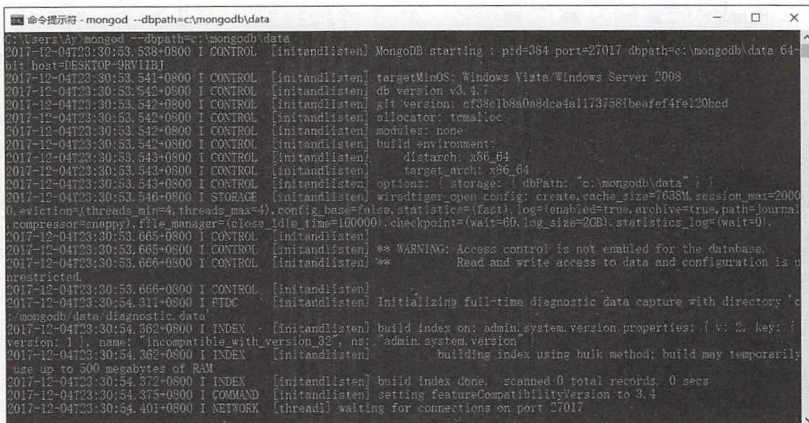 命令提示符 - mongod --dbpath=c:\mongodb\data
C:\Users\Ay>mongod --dbpath=c:\mongodb\data
2017-12-04T23:30:53.538+0800 I CONTROL [initandlisten] MongoDB starting : pid=384 port=27017 dbpath=c:\mongodb\data 64-
bit host=DESKTOP-9RV1IBJ
2017-12-04T23:30:53.541+0800 I CONTROL [initandlisten] targetMinOS: Windows Vista/Windows Server 2008
2017-12-04T23:30:53.542+0800 I CONTROL [initandlisten] db version v3.4.7
2017-12-04T23:30:53.542+0800 I CONTROL [initandlisten] git version: cf38c1b8a0a8dca4a11737581beafef4fe120bcd
2017-12-04T23:30:53.542+0800 I CONTROL [initandlisten] allocator: tcmalloc
2017-12-04T23:30:53.542+0800 I CONTROL [initandlisten] modules: none
2017-12-04T23:30:53.542+0800 I CONTROL [initandlisten] build environment:
2017-12-04T23:30:53.543+0800 I CONTROL [initandlisten] distarch: x86_64
2017-12-04T23:30:53.543+0800 I CONTROL [initandlisten] target_arch: x86_64
2017-12-04T23:30:53.543+0800 I CONTROL [initandlisten] options: { storage: { dbPath: "c:\mongodb\data" } }
2017-12-04T23:30:53.546+0800 I STORAGE [initandlisten] wiredtiger_open config: create,cache_size=7638M,session_max=2000
0,eviction=(threads_min=4,threads_max=4),config_base=false,statistics=(fast),log=(enabled=true,archive=true,path=journal
,compressor=snappy),file_manager=(close_idle_time=100000),checkpoint=(wait=60,log_size=2GB),statistics_log=(wait=0),
2017-12-04T23:30:53.665+0800 I CONTROL [initandlisten]
2017-12-04T23:30:53.665+0800 I CONTROL [initandlisten] ** WARNING: Access control is not enabled for the database.
2017-12-04T23:30:53.666+0800 I CONTROL [initandlisten] ** Read and write access to data and configuration is u
nrestricted.
2017-12-04T23:30:53.666+0800 I CONTROL [initandlisten]
2017-12-04T23:30:54.311+0800 I FTDC [initandlisten] Initializing full-time diagnostic data capture with directory 'c
:/mongodb/data/diagnostic.data'
2017-12-04T23:30:54.362+0800 I INDEX [initandlisten] build index on: admin.system.version properties: { v: 2, key: {
version: 1 }, name: "incompatible_with_version_32", ns: "admin.system.version" }
2017-12-04T23:30:54.362+0800 I INDEX [initandlisten] building index using bulk method; build may temporarily
use up to 500 megabytes of RAM
2017-12-04T23:30:54.372+0800 I INDEX [initandlisten] build index done. scanned 0 total records. 0 secs
2017-12-04T23:30:54.375+0800 I COMMAND [initandlisten] setting featureCompatibilityVersion to 3.4
2017-12-04T23:30:54.401+0800 I NETWORK [thread1] waiting for connections on port 27017